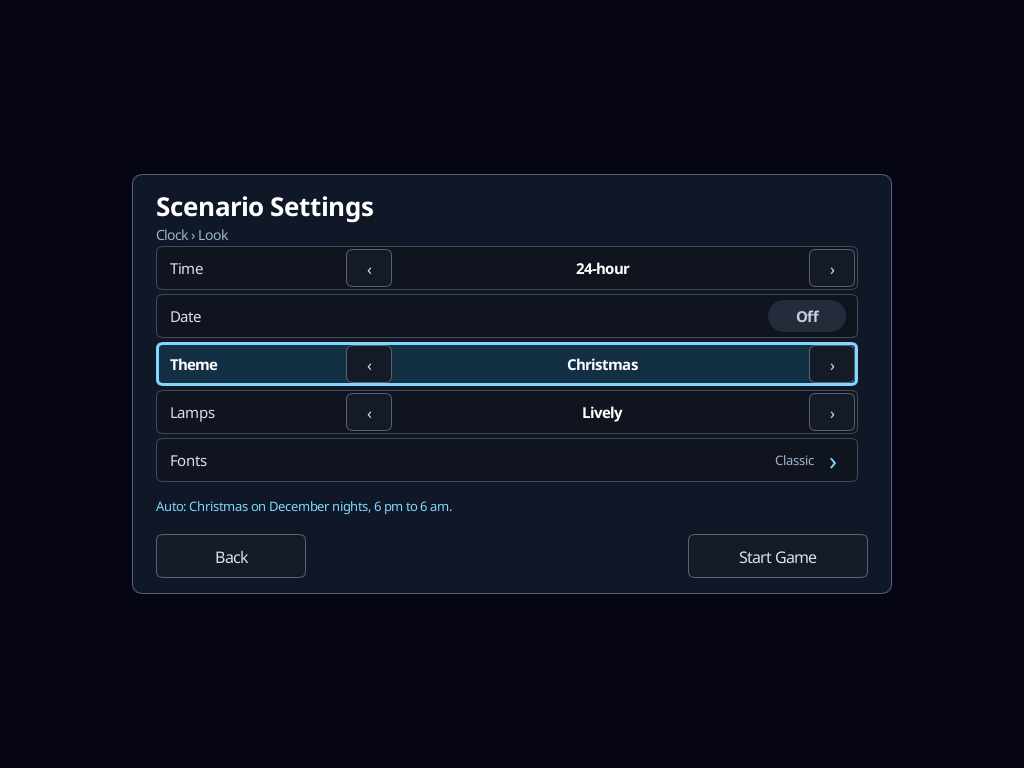 Scenario Settings
Clock › Look
Time ‹ 24-hour ›
Date Off
Theme ‹ Christmas ›
Lamps ‹ Lively ›
Fonts Classic ›
Auto: Christmas on December nights, 6 pm to 6 am.
Back Start Game